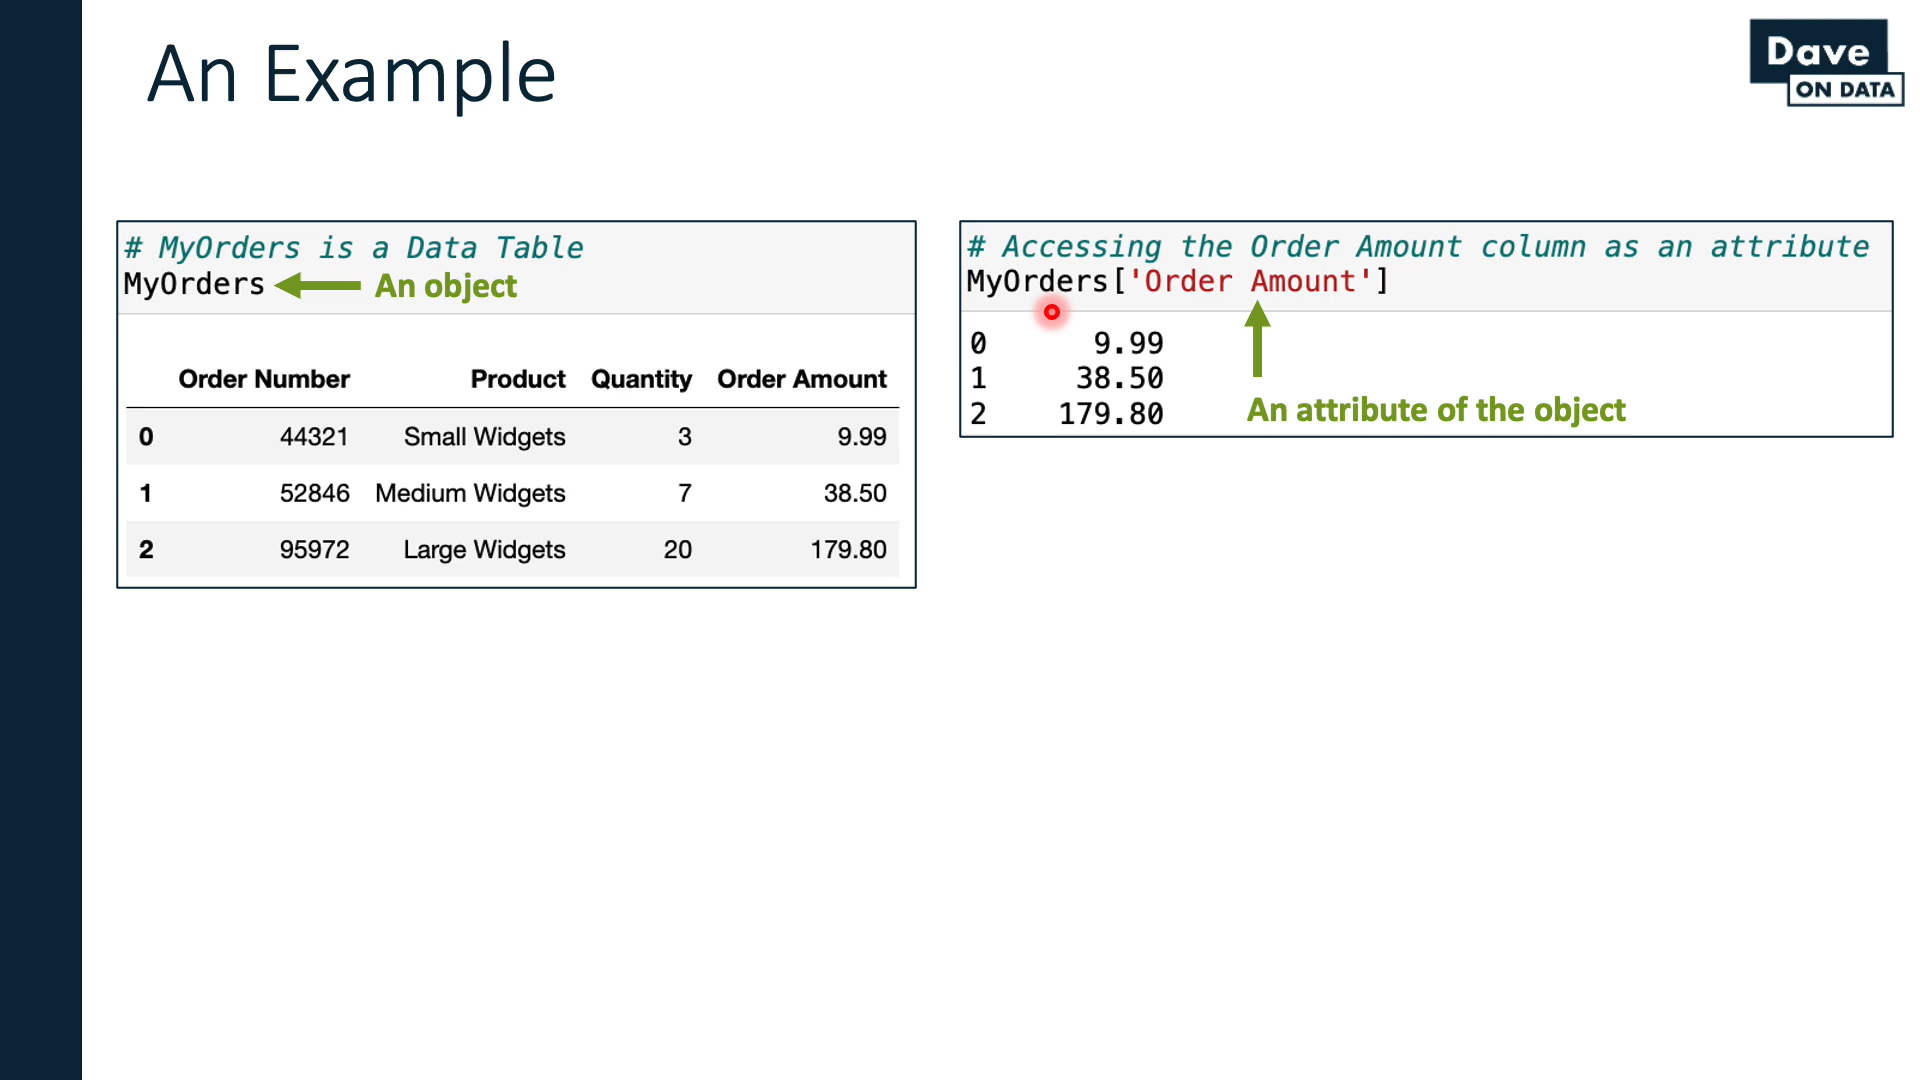 An Example
Dave
ON DATA
# MyOrders is a Data Table
MyOrders An object
Order Number Product Quantity Order Amount
0 44321 Small Widgets 3 9.99
1 52846 Medium Widgets 7 38.50
2 95972 Large Widgets 20 179.80
# Accessing the Order Amount column as an attribute
MyOrders['Order Amount']
0 9.99
1 38.50
2 179.80
An attribute of the object